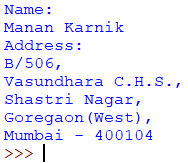 Name:
Manan Karnik
Address:
B/506,
Vasundhara C.H.S.,
Shastri Nagar,
Goregaon(West),
Mumbai - 400104
>>>